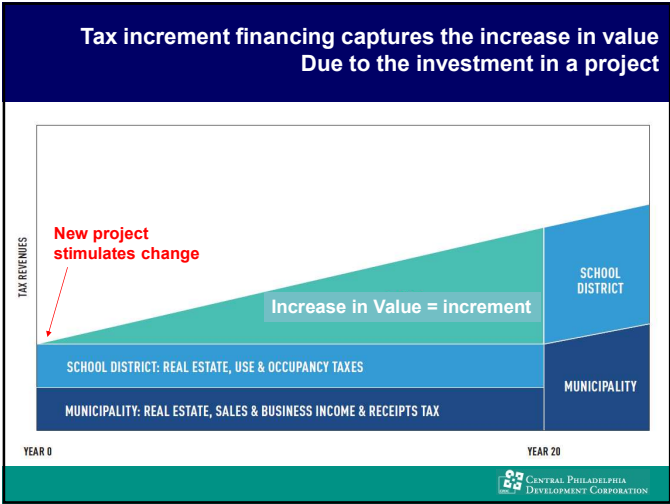 Tax increment financing captures the increase in value
Due to the investment in a project
TAX REVENUES
New project
stimulates change
Increase in Value = increment
SCHOOL
DISTRICT
SCHOOL DISTRICT: REAL ESTATE, USE & OCCUPANCY TAXES
MUNICIPALITY
MUNICIPALITY: REAL ESTATE, SALES & BUSINESS INCOME & RECEIPTS TAX
YEAR 0
YEAR 20
CENTRAL PHILADELPHIA
DEVELOPMENT CORPORATION